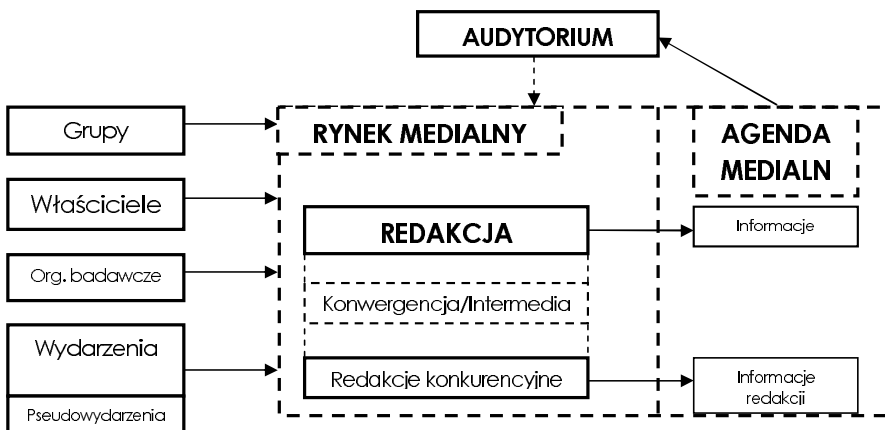 AUDYTORIUM
Grupy
RYNEK MEDIALNY
AGENDA
MEDIALN
Właściciele
REDAKCJA
Informacje
Org. badawcze
Konwergencja/Intermedia
Wydarzenia
Redakcje konkurencyjne
Informacje
redakcji
Pseudowydarzenia